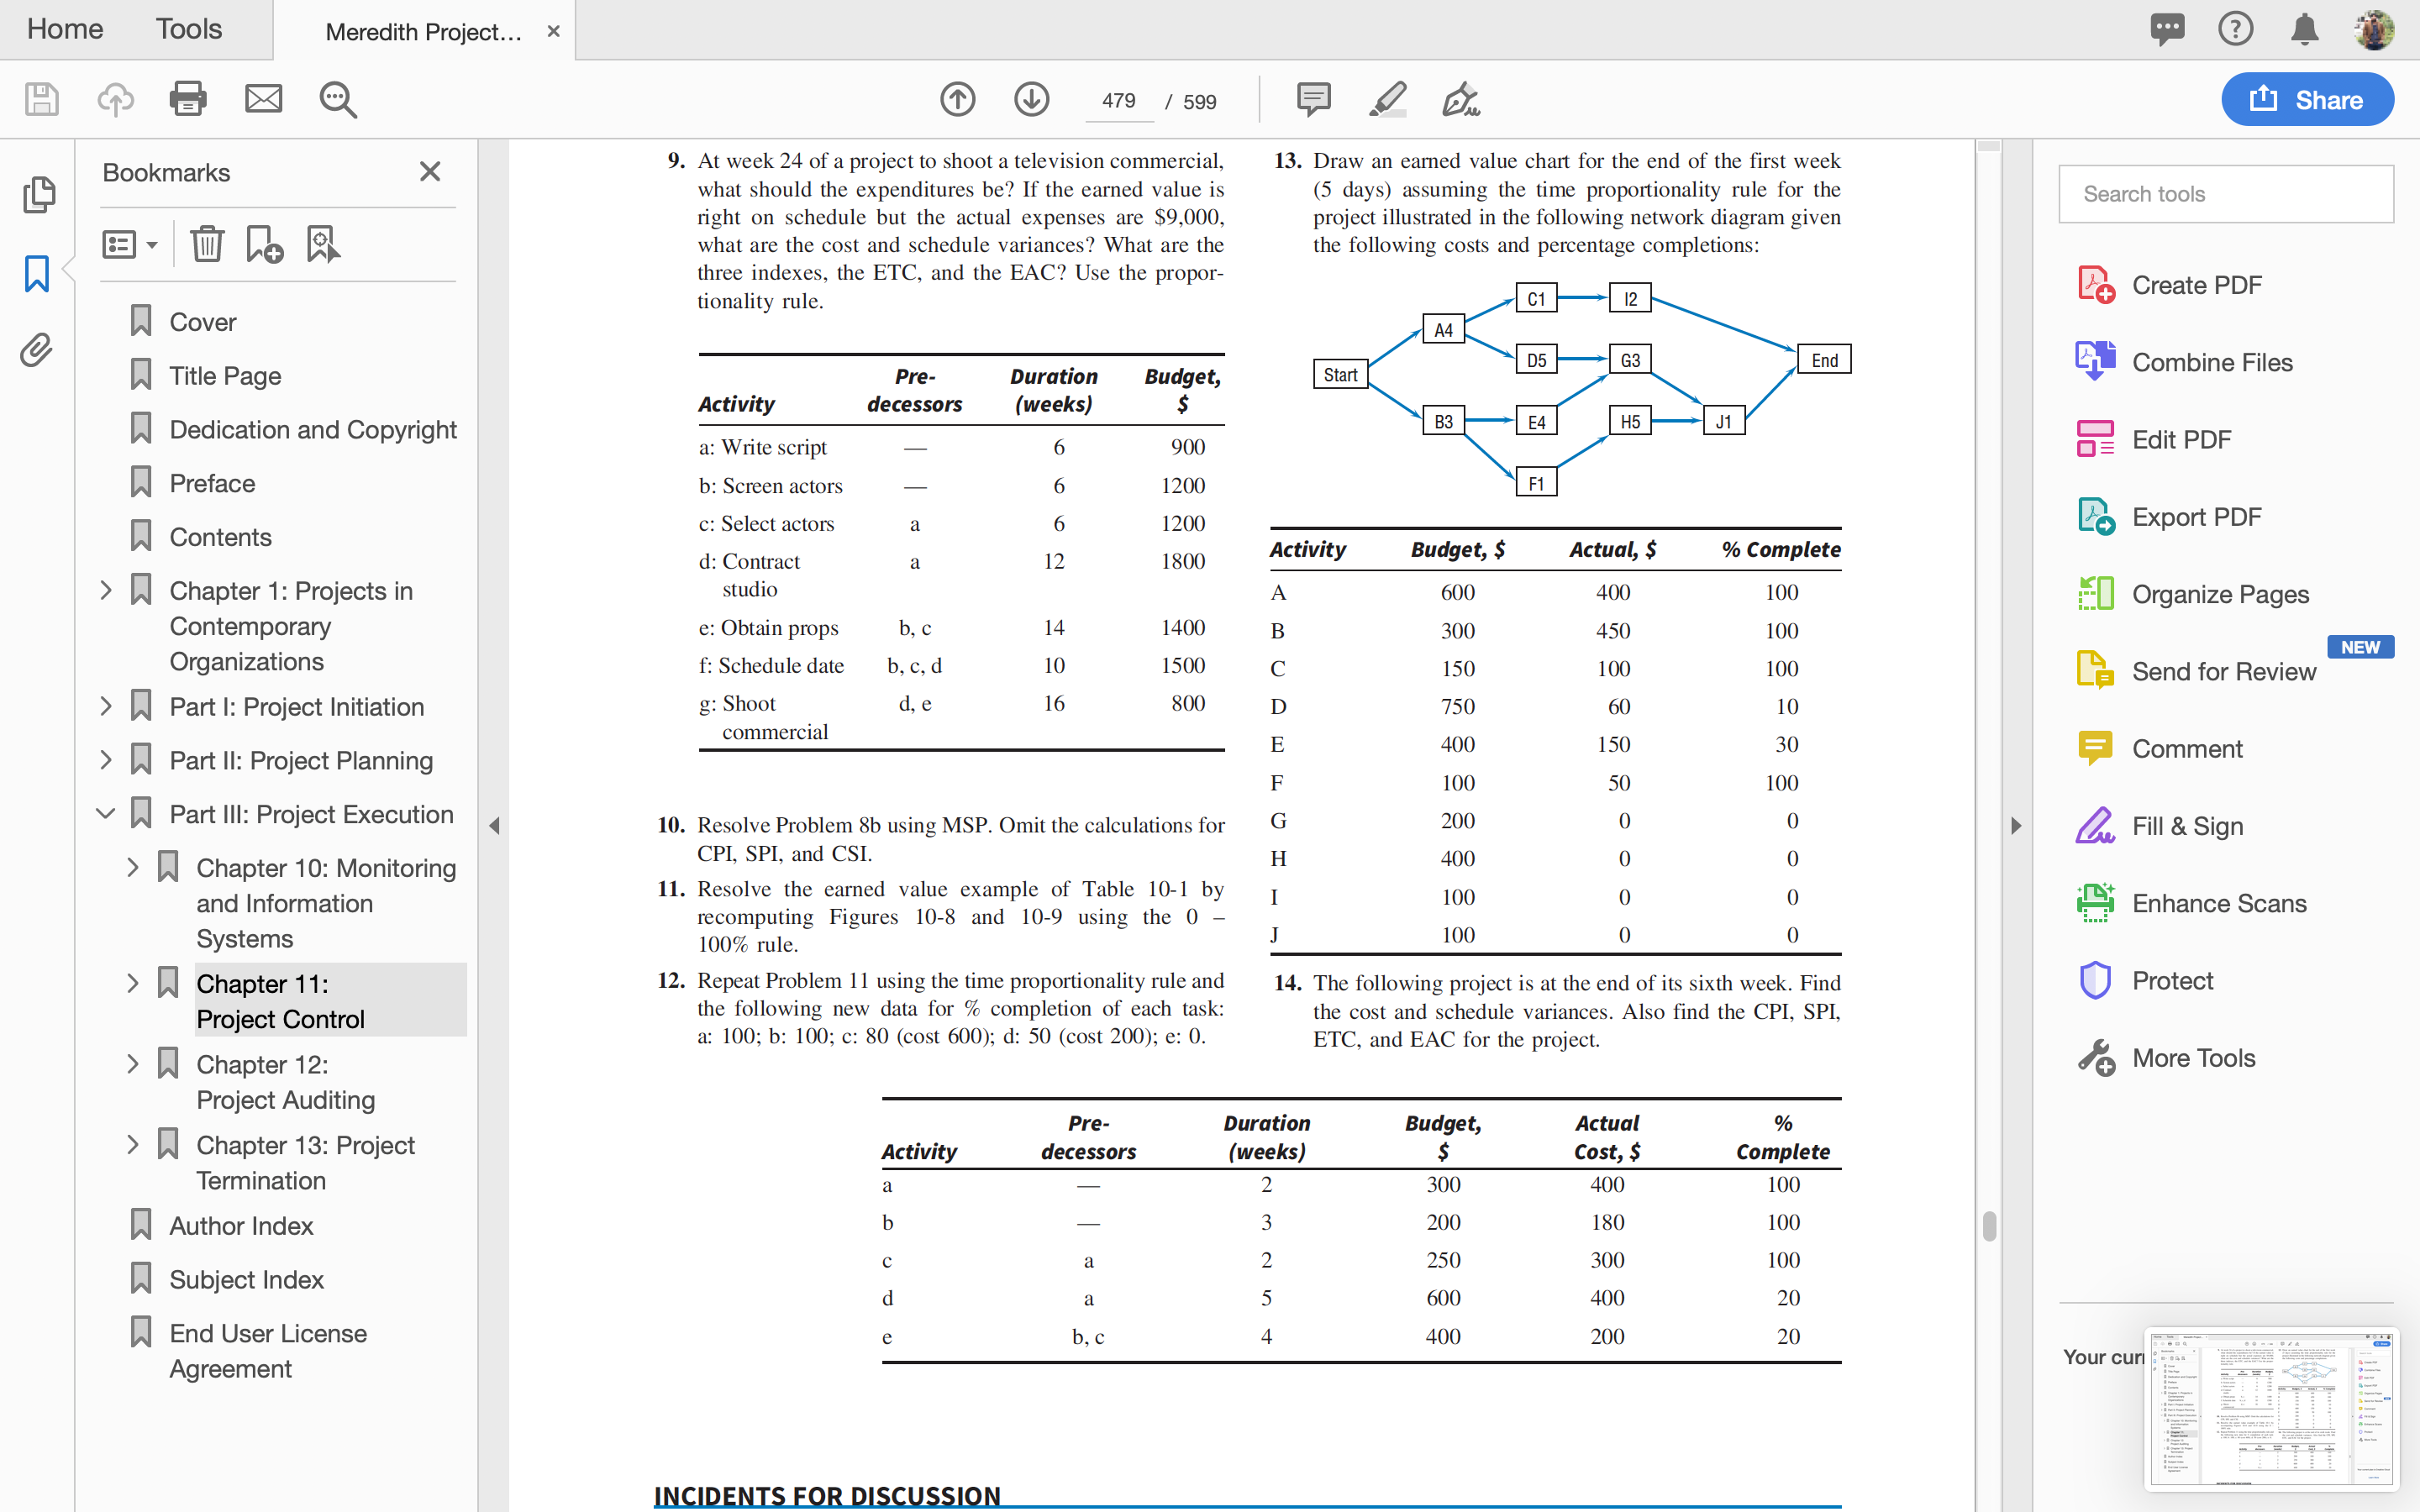 Home
Tools
Meredith Project...
479 / 599
Share
Bookmarks
Cover
Title Page
Dedication and Copyright
Preface
Contents
Chapter 1: Projects in
Contemporary
Organizations
Part I: Project Initiation
Part II: Project Planning
Part III: Project Execution
Chapter 10: Monitoring
and Information
Systems
Chapter 11:
Project Control
Chapter 12:
Project Auditing
Chapter 13: Project
Termination
Author Index
Subject Index
End User License
Agreement
9. At week 24 of a project to shoot a television commercial,
what should the expenditures be? If the earned value is
right on schedule but the actual expenses are $9,000,
what are the cost and schedule variances? What are the
three indexes, the ETC, and the EAC? Use the propor-
tionality rule.
Pre- Duration Budget,
Activity decessors (weeks) $
a: Write script — 6 900
b: Screen actors — 6 1200
c: Select actors a 6 1200
d: Contract a 12 1800
studio
e: Obtain props b, c 14 1400
f: Schedule date b, c, d 10 1500
g: Shoot d, e 16 800
commercial
10. Resolve Problem 8b using MSP. Omit the calculations for
CPI, SPI, and CSI.
11. Resolve the earned value example of Table 10-1 by
recomputing Figures 10-8 and 10-9 using the 0 –
100% rule.
12. Repeat Problem 11 using the time proportionality rule and
the following new data for % completion of each task:
a: 100; b: 100; c: 80 (cost 600); d: 50 (cost 200); e: 0.
13. Draw an earned value chart for the end of the first week
(5 days) assuming the time proportionality rule for the
project illustrated in the following network diagram given
the following costs and percentage completions:
C1 I2
A4
D5 G3 End
Start
B3 E4 H5 J1
F1
Activity Budget, $ Actual, $ % Complete
A 600 400 100
B 300 450 100
C 150 100 100
D 750 60 10
E 400 150 30
F 100 50 100
G 200 0 0
H 400 0 0
I 100 0 0
J 100 0 0
14. The following project is at the end of its sixth week. Find
the cost and schedule variances. Also find the CPI, SPI,
ETC, and EAC for the project.
Pre- Duration Budget, Actual %
Activity decessors (weeks) $ Cost, $ Complete
a — 2 300 400 100
b — 3 200 180 100
c a 2 250 300 100
d a 5 600 400 20
e b, c 4 400 200 20
INCIDENTS FOR DISCUSSION
Search tools
Create PDF
Combine Files
Edit PDF
Export PDF
Organize Pages
NEW
Send for Review
Comment
Fill & Sign
Enhance Scans
Protect
More Tools
Your